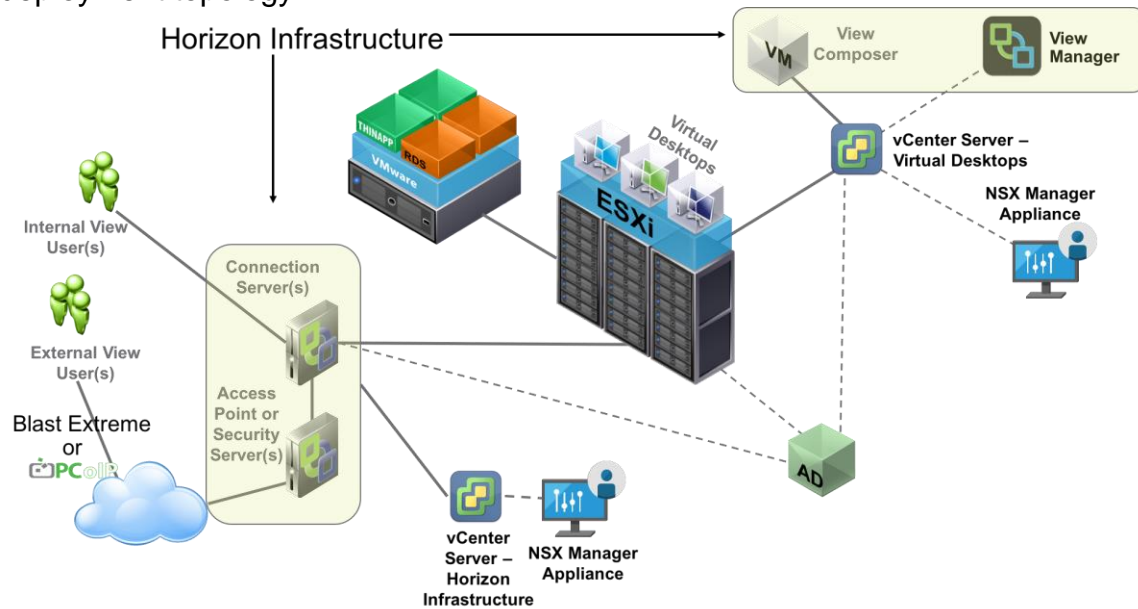 deployment topology
Horizon Infrastructure
VM
View
Composer
View
Manager
THINAPP
RDS
VMware
Virtual
Desktops
ESXi
vCenter Server –
Virtual Desktops
NSX Manager
Appliance
Internal View
User(s)
Connection
Server(s)
External View
User(s)
Access
Point or
Security
Server(s)
Blast Extreme
or
PCoIP
AD
vCenter
Server –
Horizon
Infrastructure
NSX Manager
Appliance